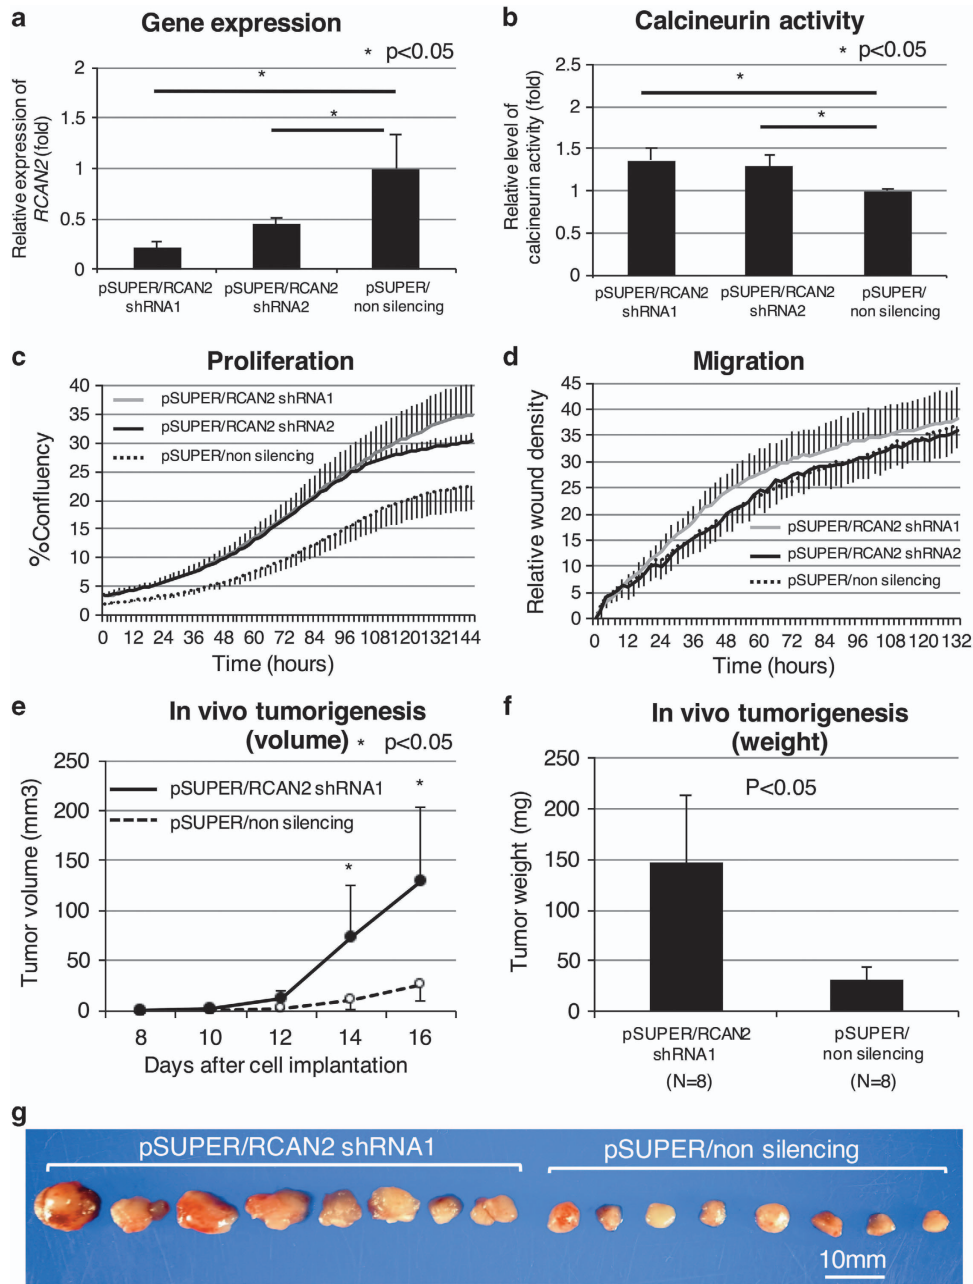 a
Gene expression
* p<0.05
Relative expression of
RCAN2 (fold)
2
1.5
1
0.5
0
*
*
pSUPER/RCAN2
shRNA1
pSUPER/RCAN2
shRNA2
pSUPER/
non silencing
b
Calcineurin activity
* p<0.05
Relative level of
calcineurin activity (fold)
2.5
2
1.5
1
0.5
0
*
*
pSUPER/RCAN2
shRNA1
pSUPER/RCAN2
shRNA2
pSUPER/
non silencing
c
Proliferation
%Confluency
40
35
30
25
20
15
10
5
0
pSUPER/RCAN2 shRNA1
pSUPER/RCAN2 shRNA2
pSUPER/non silencing
0 12 24 36 48 60 72 84 96 108 120 132 144
Time (hours)
d
Migration
Relative wound density
45
40
35
30
25
20
15
10
5
0
pSUPER/RCAN2 shRNA1
pSUPER/RCAN2 shRNA2
pSUPER/non silencing
0 12 24 36 48 60 72 84 96 108 120 132
Time (hours)
e
In vivo tumorigenesis
(volume)
* p<0.05
Tumor volume (mm3)
250
200
150
100
50
0
pSUPER/RCAN2 shRNA1
pSUPER/non silencing
*
*
8 10 12 14 16
Days after cell implantation
f
In vivo tumorigenesis
(weight)
P<0.05
Tumor weight (mg)
250
200
150
100
50
0
pSUPER/RCAN2
shRNA1
(N=8)
pSUPER/
non silencing
(N=8)
g
pSUPER/RCAN2 shRNA1
pSUPER/non silencing
10mm